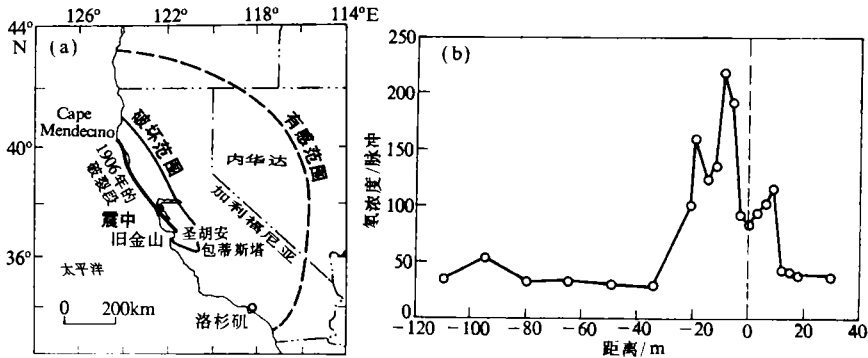 126° 122° 118° 114°E
44°
N
(a)
Cape
Mendecino
40°
36°
1906年的
破裂段
破坏范围
有感范围
内华达
加利福尼亚
震中
旧金山
圣胡安
包蒂斯塔
太平洋
0 200km
洛杉矶
(b)
氡浓度/脉冲
250
200
150
100
50
0
-120 -100 -80 -60 -40 -20 0 20 40
距离/m